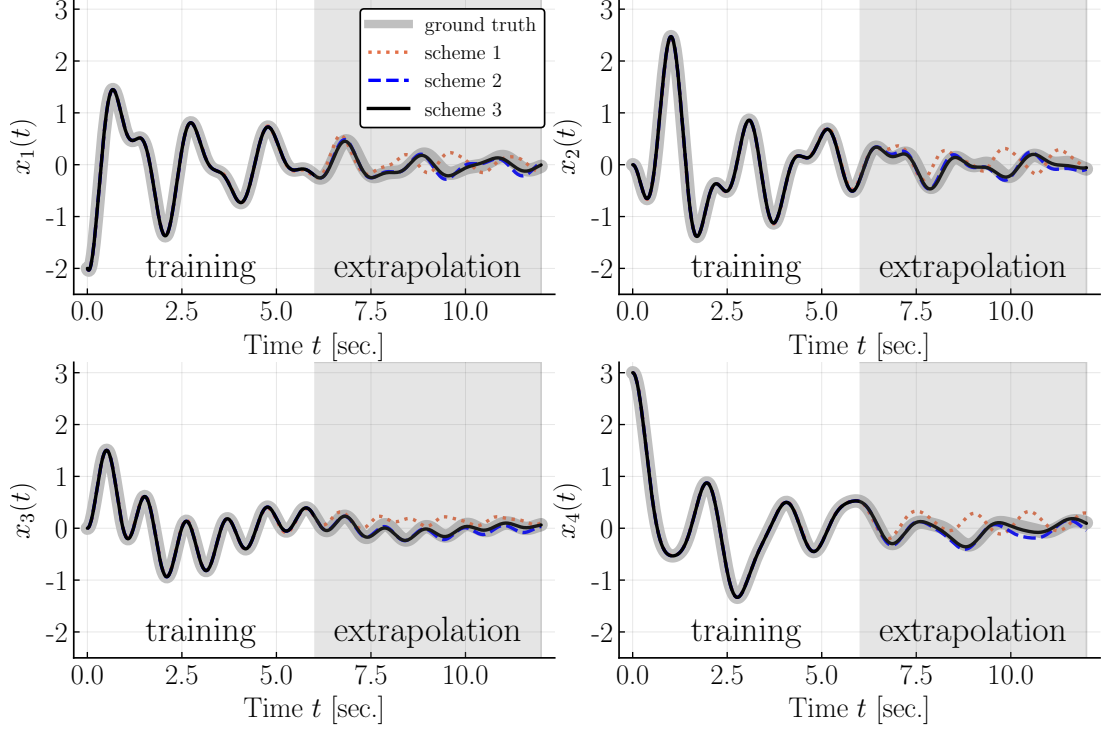 3
2
1
0
-1
-2
x₁(t)
ground truth
scheme 1
scheme 2
scheme 3
training
extrapolation
0.0 2.5 5.0 7.5 10.0
Time t [sec.]
3
2
1
0
-1
-2
x₂(t)
training
extrapolation
0.0 2.5 5.0 7.5 10.0
Time t [sec.]
3
2
1
0
-1
-2
x₃(t)
training
extrapolation
0.0 2.5 5.0 7.5 10.0
Time t [sec.]
3
2
1
0
-1
-2
x₄(t)
training
extrapolation
0.0 2.5 5.0 7.5 10.0
Time t [sec.]